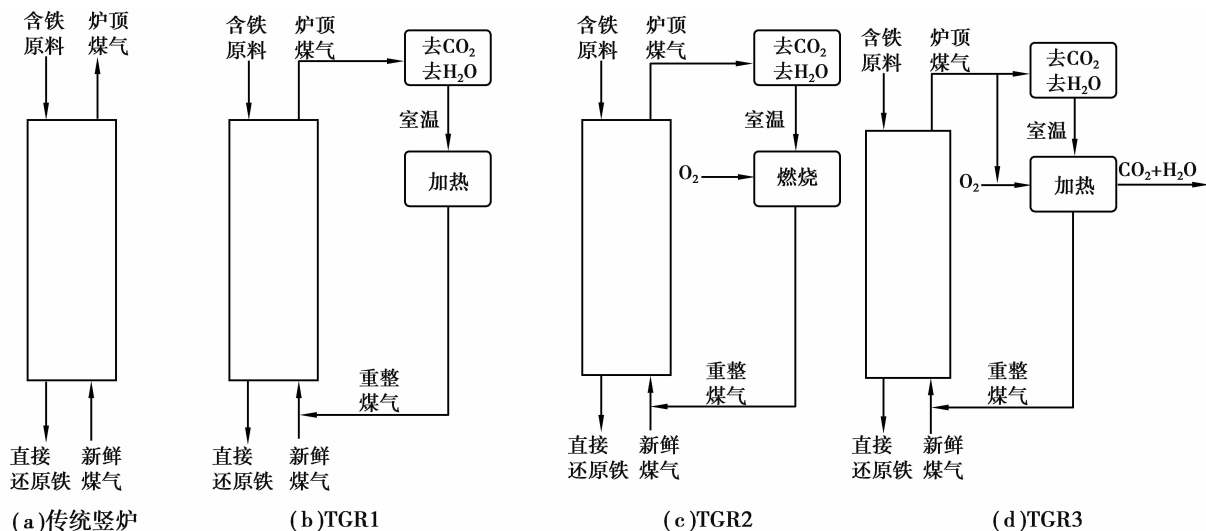 含铁
原料
炉顶
煤气
直接
还原铁
新鲜
煤气
(a)传统竖炉
含铁
原料
炉顶
煤气
去CO₂
去H₂O
室温
加热
重整
煤气
直接
还原铁
新鲜
煤气
(b)TGR1
含铁
原料
炉顶
煤气
去CO₂
去H₂O
室温
O₂
燃烧
重整
煤气
直接
还原铁
新鲜
煤气
(c)TGR2
含铁
原料
炉顶
煤气
去CO₂
去H₂O
室温
O₂
加热
CO₂+H₂O
重整
煤气
直接
还原铁
新鲜
煤气
(d)TGR3